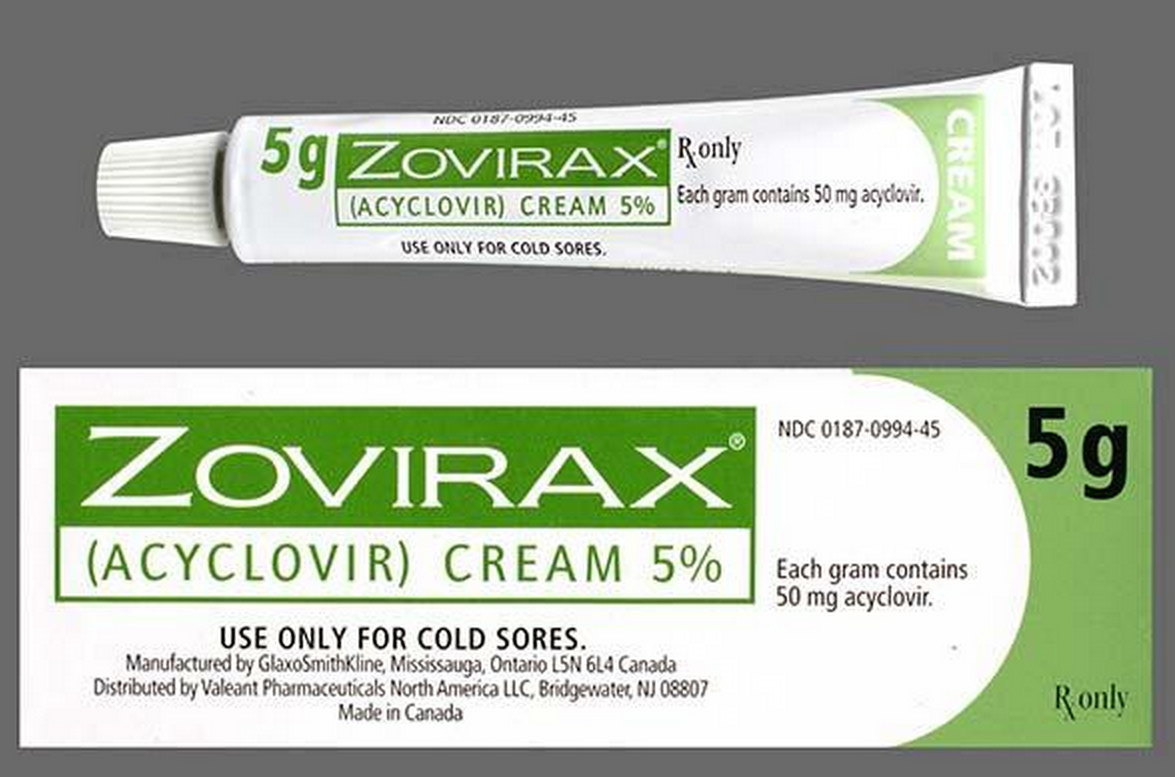 NDC 0187-0994-45
5g ZOVIRAX® Rx only
(ACYCLOVIR) CREAM 5%
Each gram contains 50 mg acyclovir.
USE ONLY FOR COLD SORES.
CREAM
ZOVIRAX®
(ACYCLOVIR) CREAM 5%
USE ONLY FOR COLD SORES.
Manufactured by GlaxoSmithKline, Mississauga, Ontario L5N 6L4 Canada
Distributed by Valeant Pharmaceuticals North America LLC, Bridgewater, NJ 08807
Made in Canada
NDC 0187-0994-45
5g
Each gram contains
50 mg acyclovir.
Rx only